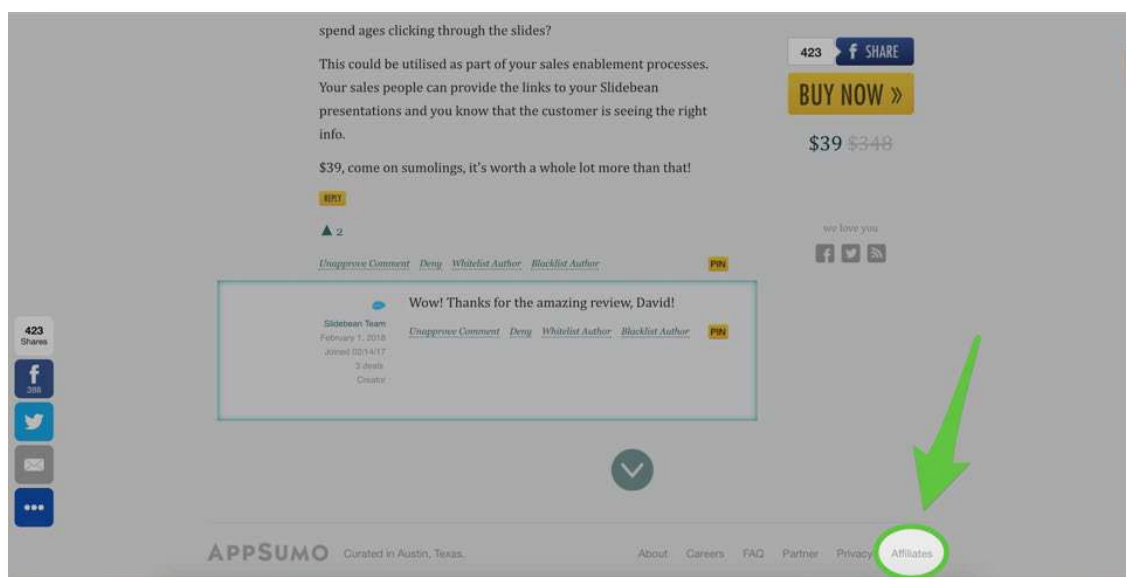 spend ages clicking through the slides?
This could be utilised as part of your sales enablement processes.
Your sales people can provide the links to your Slidebean
presentations and you know that the customer is seeing the right
info.
$39, come on sumolings, it's worth a whole lot more than that!
REPLY
2
Unapprove Comment Deny Whitelist Author Blacklist Author PIN
Wow! Thanks for the amazing review, David!
Slidebean Team
February 1, 2018
Joined 02/14/17
3 deals
Creator
Unapprove Comment Deny Whitelist Author Blacklist Author PIN
423 f SHARE
BUY NOW »
$39 $348
we love you
423
Shares
f
386
APPSUMO Curated in Austin, Texas. About Careers FAQ Partner Privacy Affiliates